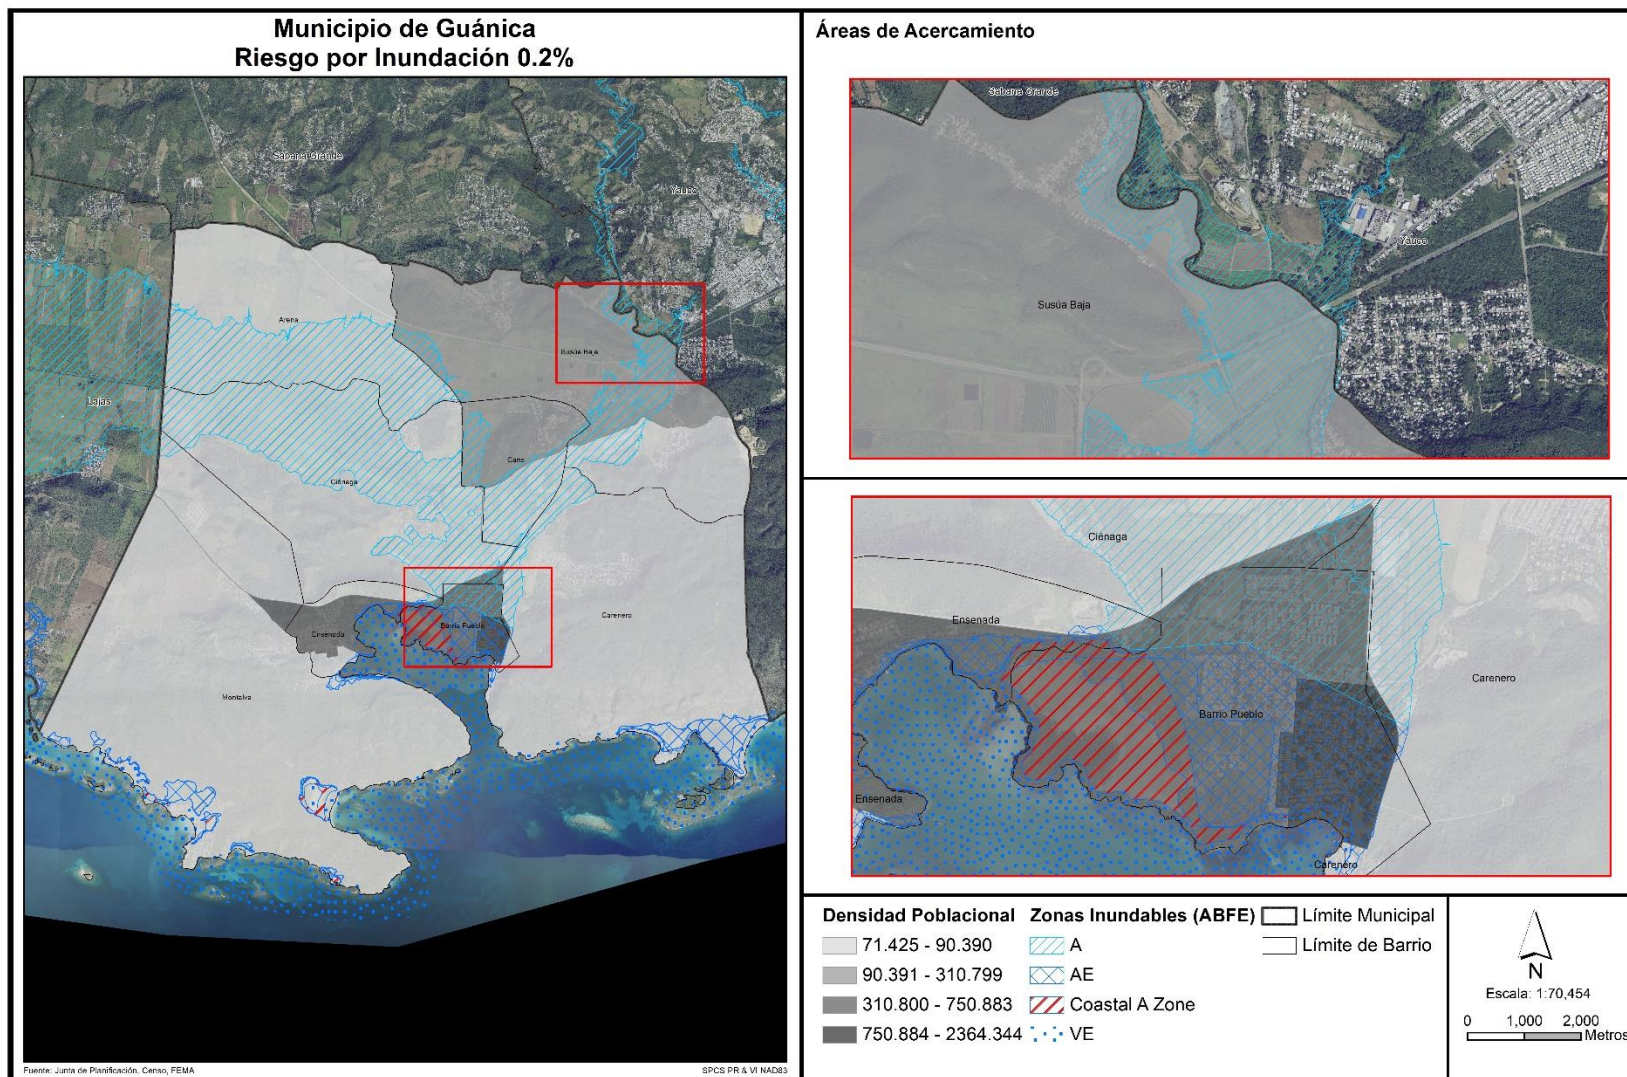 Municipio de Guánica
Riesgo por Inundación 0.2%
Sabana Grande
Yauco
Arena
Susúa Baja
Lajas
Caño
Ciénaga
Carenero
Barrio Pueblo
Ensenada
Montalva
Fuente: Junta de Planificación, Censo, FEMA
SPCS PR & VI NAD83
Áreas de Acercamiento
Sabana Grande
Yauco
Susúa Baja
Ciénaga
Ensenada
Carenero
Barrio Pueblo
Ensenada
Carenero
Densidad Poblacional
71.425 - 90.390
90.391 - 310.799
310.800 - 750.883
750.884 - 2364.344
Zonas Inundables (ABFE)
A
AE
Coastal A Zone
VE
Límite Municipal
Límite de Barrio
N
Escala: 1:70,454
0 1,000 2,000
Metros